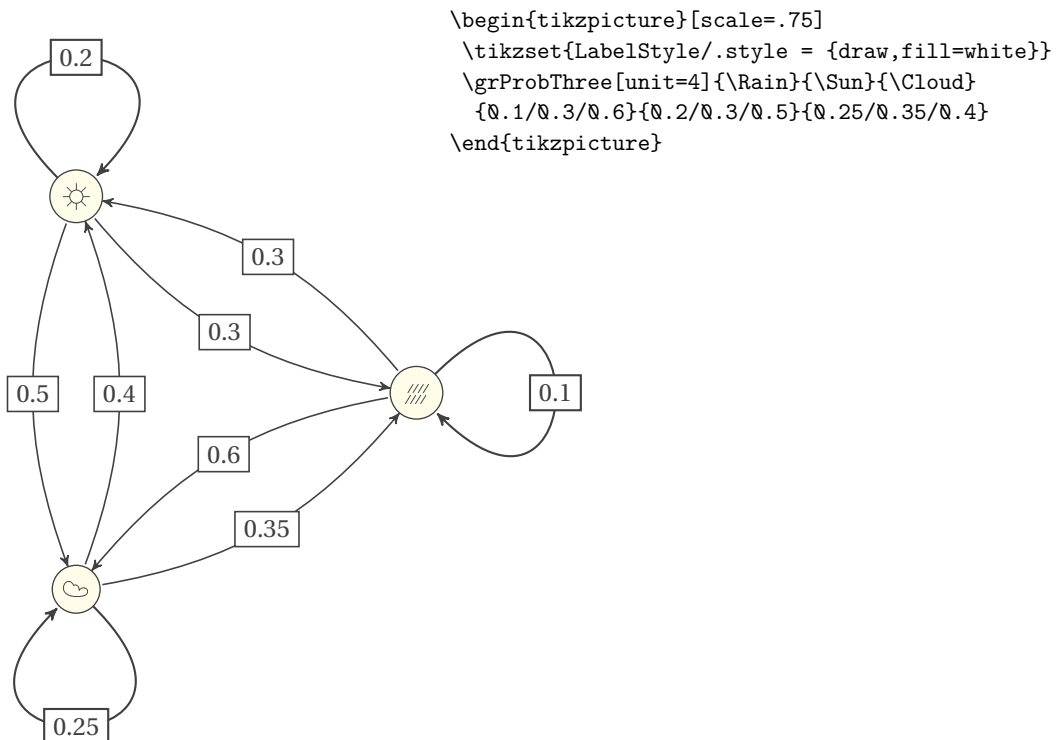 \begin{tikzpicture}[scale=.75]
\tikzset{LabelStyle/.style = {draw,fill=white}}
\grProbThree[unit=4]{\Rain}{\Sun}{\Cloud}
{0.1/0.3/0.6}{0.2/0.3/0.5}{0.25/0.35/0.4}
\end{tikzpicture}
0.2
0.3
0.3
0.5
0.4
0.1
0.6
0.35
0.25